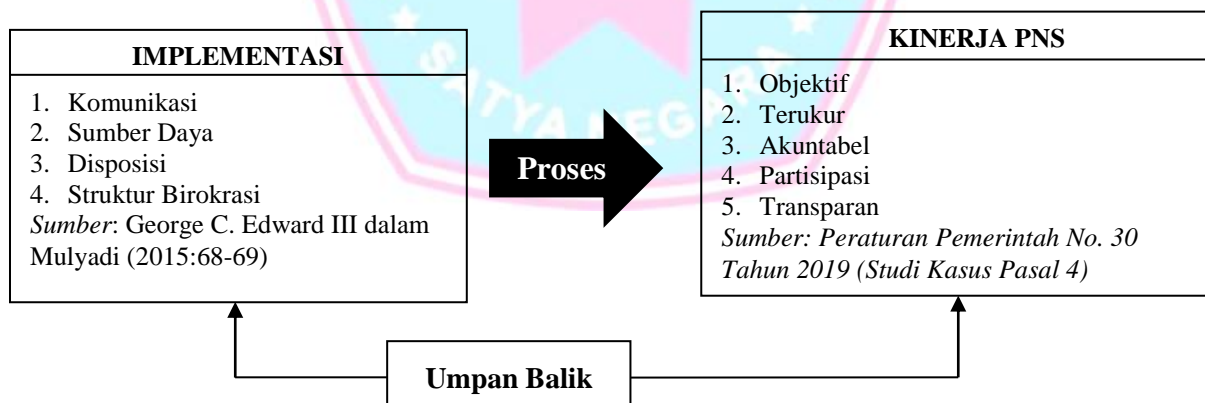 IMPLEMENTASI
1. Komunikasi
2. Sumber Daya
3. Disposisi
4. Struktur Birokrasi
Sumber: George C. Edward III dalam
Mulyadi (2015:68-69)
Proses
KINERJA PNS
1. Objektif
2. Terukur
3. Akuntabel
4. Partisipasi
5. Transparan
Sumber: Peraturan Pemerintah No. 30
Tahun 2019 (Studi Kasus Pasal 4)
Umpan Balik
SATYA NEGARA